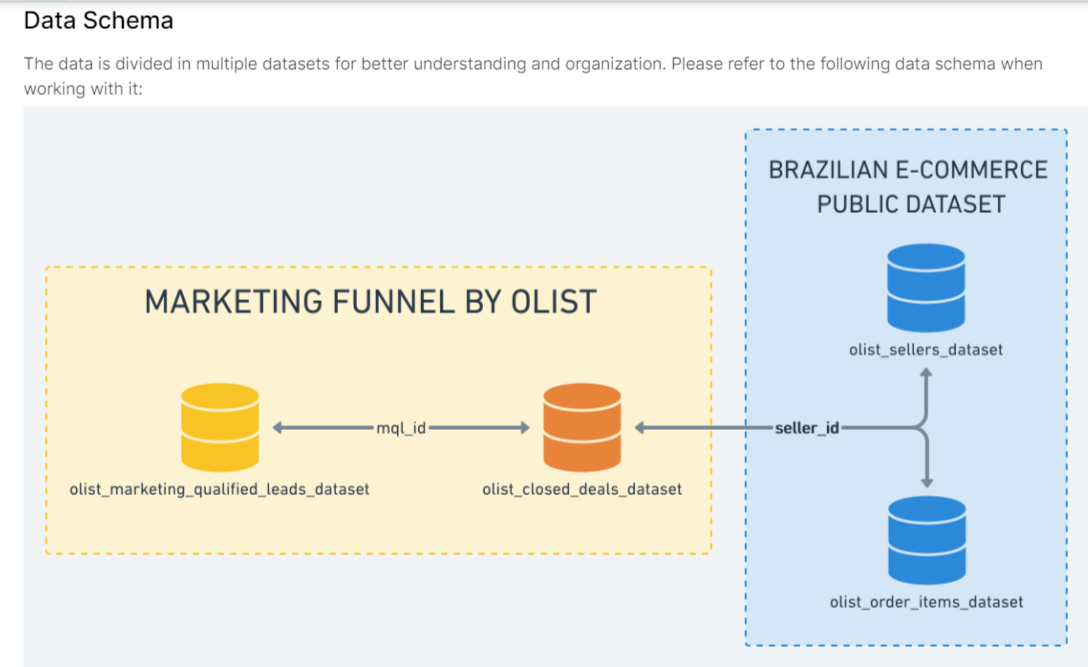 Data Schema
The data is divided in multiple datasets for better understanding and organization. Please refer to the following data schema when
working with it:
BRAZILIAN E-COMMERCE
PUBLIC DATASET
MARKETING FUNNEL BY OLIST
olist_sellers_dataset
mql_id
seller_id
olist_marketing_qualified_leads_dataset
olist_closed_deals_dataset
olist_order_items_dataset